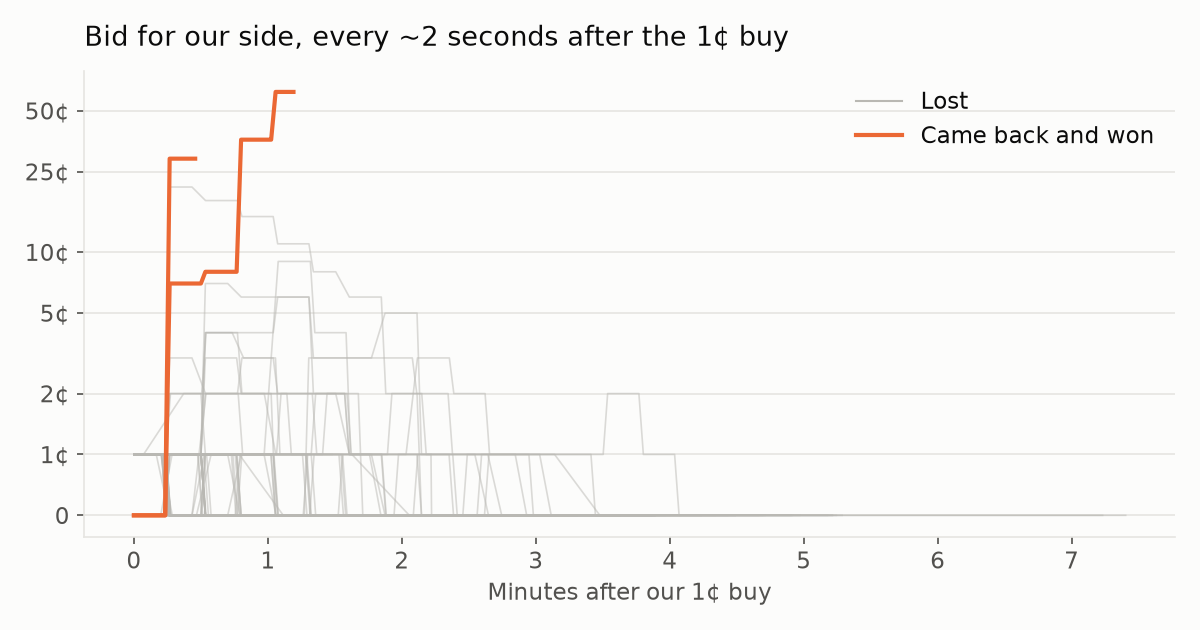 Bid for our side, every ~2 seconds after the 1¢ buy
Lost
Came back and won
50¢
25¢
10¢
5¢
2¢
1¢
0
0 1 2 3 4 5 6 7
Minutes after our 1¢ buy